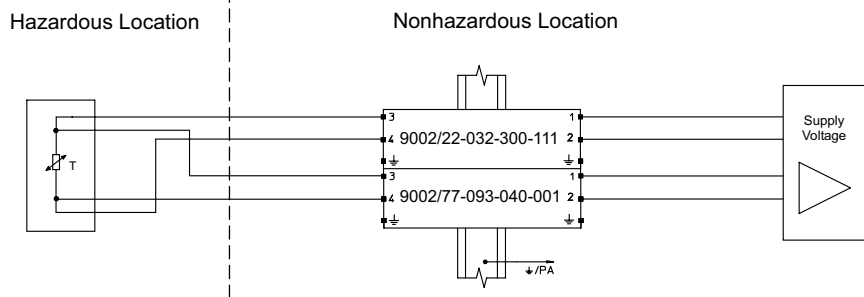 Hazardous Location
Nonhazardous Location
3
1
4
9002/22-032-300-111
2
3
1
4
9002/77-093-040-001
2
T
Supply
Voltage
/PA